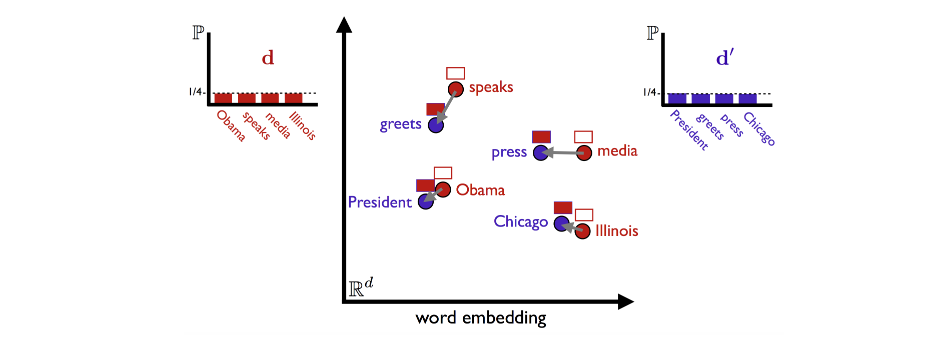 ℙ
d
1/4
Obama
speaks
media
Illinois
speaks
greets
press
media
Obama
President
Chicago
Illinois
ℝᵈ
word embedding
ℙ
d′
1/4
President
greets
press
Chicago